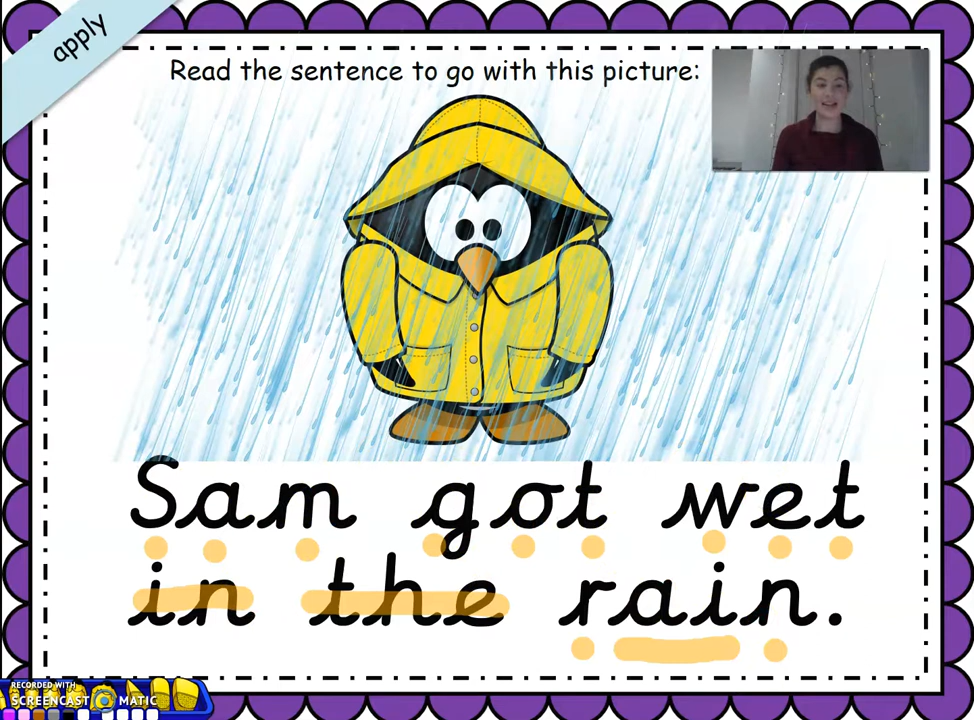 apply
Read the sentence to go with this picture:
Sam got wet
in the rain.
RECORDED WITH
SCREENCAST MATIC